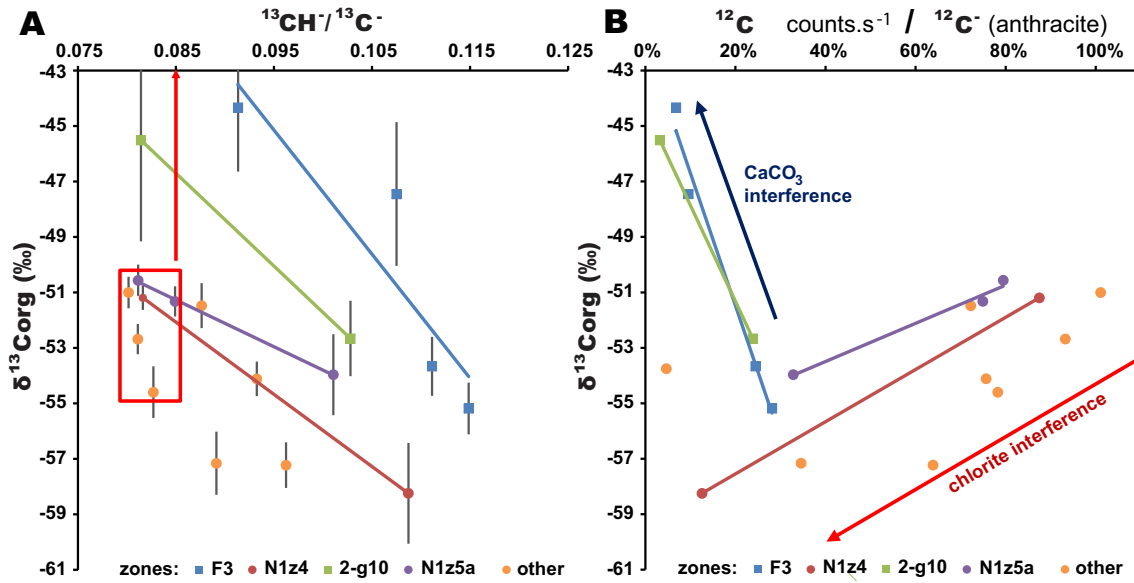 A
¹³CH⁻/¹³C⁻
0.075 0.085 0.095 0.105 0.115 0.125
-43
-45
-47
-49
-51
-53
-55
-57
-59
-61
δ¹³Corg (‰)
zones: F3 N1z4 2-g10 N1z5a other
B
¹²C counts.s⁻¹ / ¹²C⁻ (anthracite)
0% 20% 40% 60% 80% 100%
-43
-45
-47
-49
-51
-53
-55
-57
-59
-61
δ¹³Corg (‰)
CaCO₃
interference
chlorite interference
zones: F3 N1z4 2-g10 N1z5a other